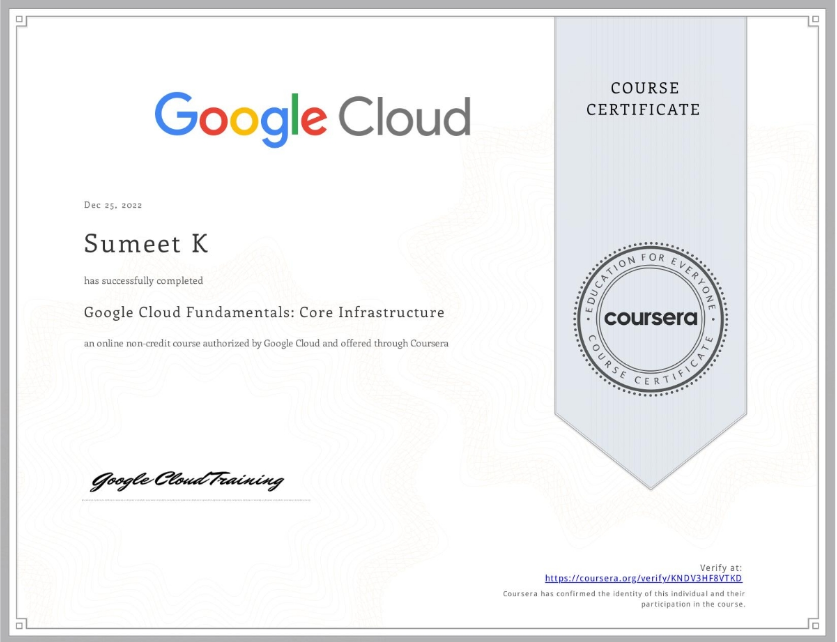 COURSE
CERTIFICATE
Google Cloud
Dec 25, 2022
Sumeet K
has successfully completed
Google Cloud Fundamentals: Core Infrastructure
an online non-credit course authorized by Google Cloud and offered through Coursera
EDUCATION FOR EVERYONE
coursera
COURSE CERTIFICATE
Google Cloud Training
Verify at:
https://coursera.org/verify/KNDV3HF8VTKD
Coursera has confirmed the identity of this individual and their
participation in the course.